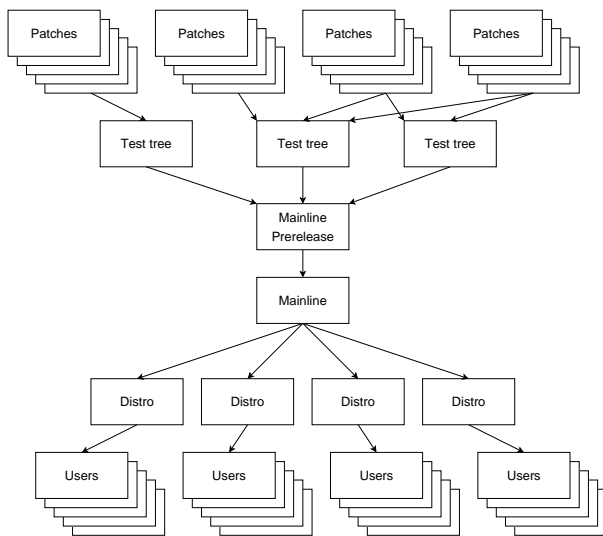 Patches
Patches
Patches
Patches
Test tree
Test tree
Test tree
Mainline
Prerelease
Mainline
Distro
Distro
Distro
Distro
Users
Users
Users
Users